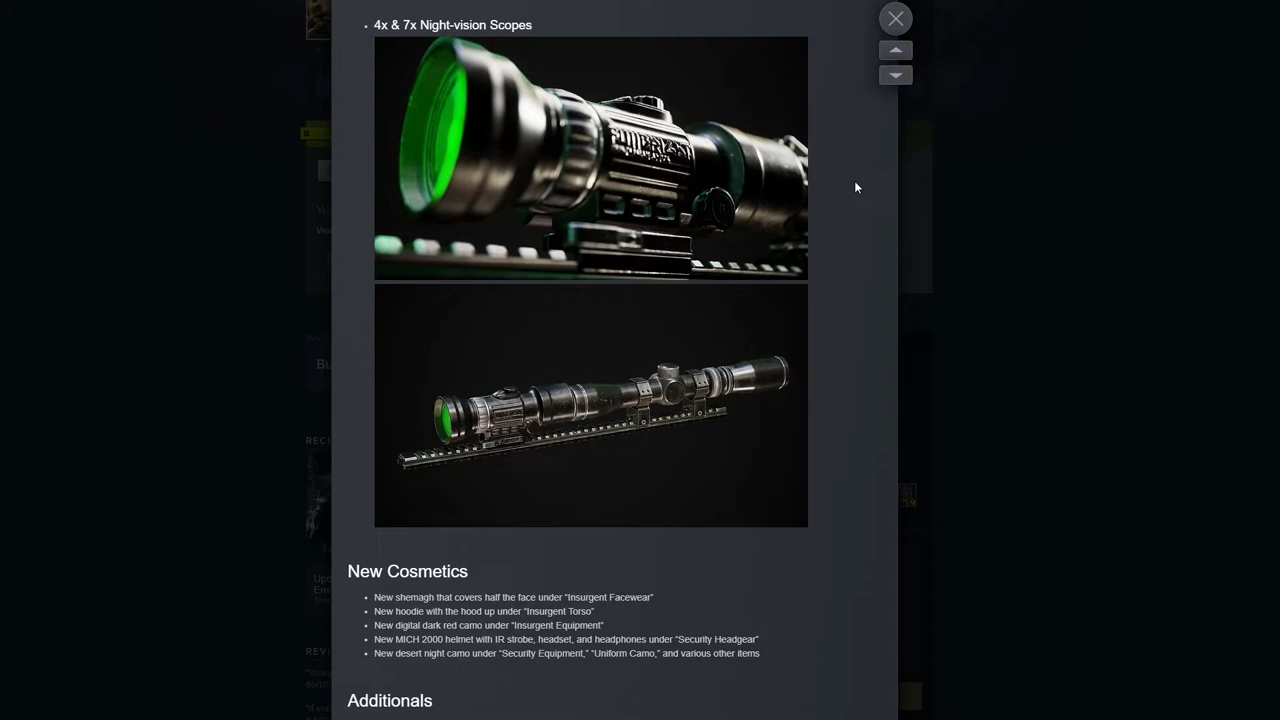 4x & 7x Night-vision Scopes
New Cosmetics
New shemagh that covers half the face under “Insurgent Facewear”
New hoodie with the hood up under “Insurgent Torso”
New digital dark red camo under “Insurgent Equipment”
New MICH 2000 helmet with IR strobe, headset, and headphones under “Security Headgear”
New desert night camo under “Security Equipment,” “Uniform Camo,” and various other items
Additionals